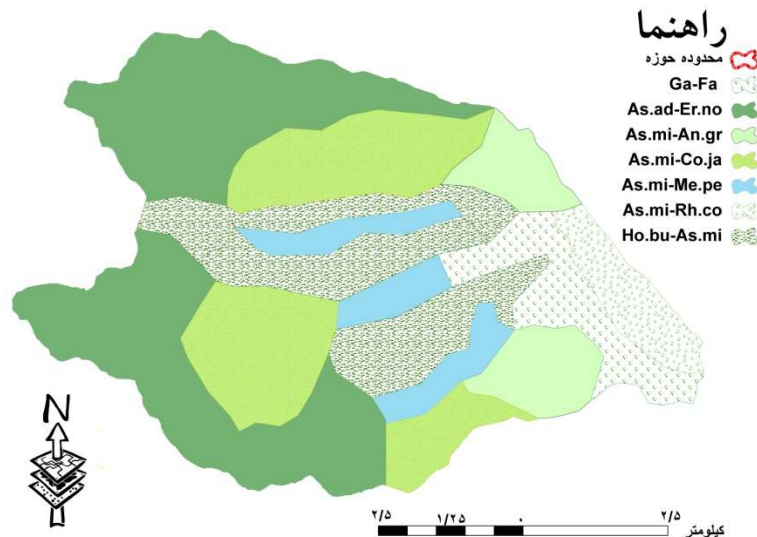 راهنما
محدوده حوزه
Ga-Fa
As.ad-Er.no
As.mi-An.gr
As.mi-Co.ja
As.mi-Me.pe
As.mi-Rh.co
Ho.bu-As.mi
N
۲/۵ ۱/۲۵ ۰ ۲/۵
کیلومتر